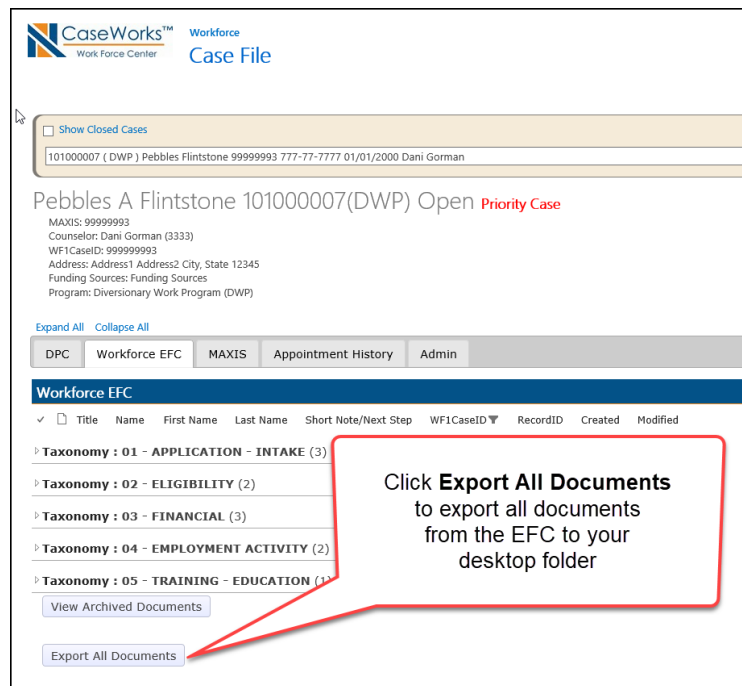 CaseWorks™
Work Force Center
Workforce
Case File
Show Closed Cases
101000007 ( DWP ) Pebbles Flintstone 99999993 777-77-7777 01/01/2000 Dani Gorman
Pebbles A Flintstone 101000007(DWP) Open Priority Case
MAXIS: 99999993
Counselor: Dani Gorman (3333)
WF1CaseID: 999999993
Address: Address1 Address2 City, State 12345
Funding Sources: Funding Sources
Program: Diversionary Work Program (DWP)
Expand All Collapse All
DPC Workforce EFC MAXIS Appointment History Admin
Workforce EFC
Title Name First Name Last Name Short Note/Next Step WF1CaseID RecordID Created Modified
Taxonomy : 01 - APPLICATION - INTAKE (3)
Taxonomy : 02 - ELIGIBILITY (2)
Taxonomy : 03 - FINANCIAL (3)
Taxonomy : 04 - EMPLOYMENT ACTIVITY (2)
Taxonomy : 05 - TRAINING - EDUCATION (1)
View Archived Documents
Export All Documents
Click Export All Documents
to export all documents
from the EFC to your
desktop folder